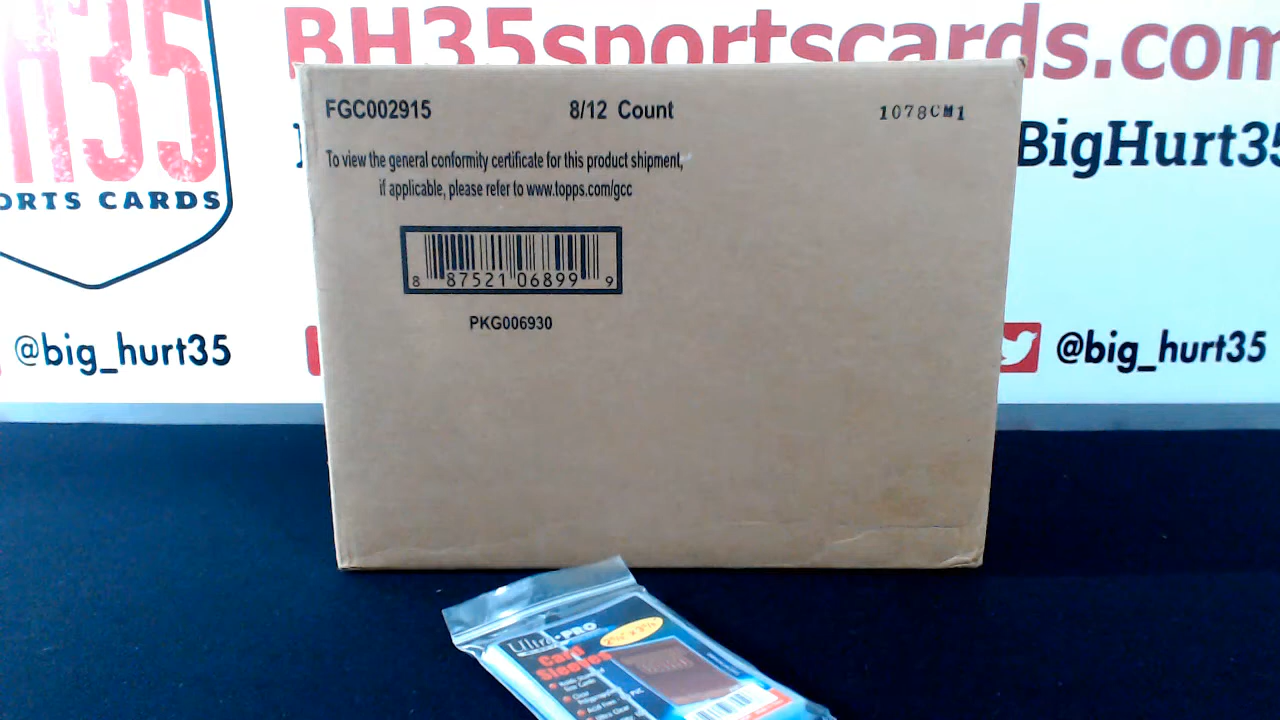 BH35sportscards.com
H35
ORTS CARDS
BigHurt35
@big_hurt35
@big_hurt35
FGC002915 8/12 Count 1078CM1
To view the general conformity certificate for this product shipment,
if applicable, please refer to www.topps.com/gcc
8 87521 06899 9
PKG006930
Ultra·PRO
Card
Sleeves